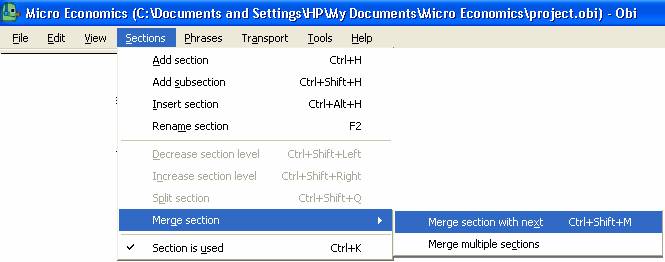 Micro Economics (C:\Documents and Settings\HP\My Documents\Micro Economics\project.obi) - Obi
File Edit View Sections Phrases Transport Tools Help
Add section Ctrl+H
Add subsection Ctrl+Shift+H
Insert section Ctrl+Alt+H
Rename section F2
Decrease section level Ctrl+Shift+Left
Increase section level Ctrl+Shift+Right
Split section Ctrl+Shift+Q
Merge section
Merge section with next Ctrl+Shift+M
Merge multiple sections
Section is used Ctrl+K